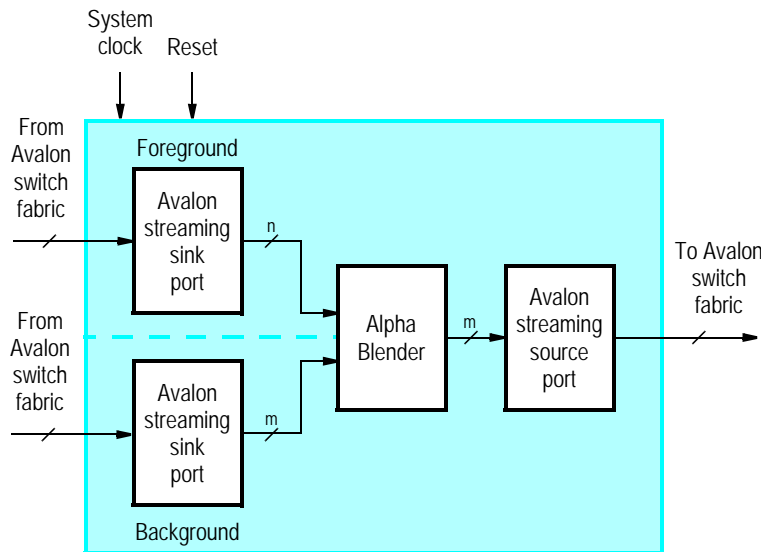 System
clock
Reset
From
Avalon
switch
fabric
Foreground
Avalon
streaming
sink
port
n
From
Avalon
switch
fabric
Avalon
streaming
sink
port
m
Background
Alpha
Blender
m
Avalon
streaming
source
port
To Avalon
switch
fabric